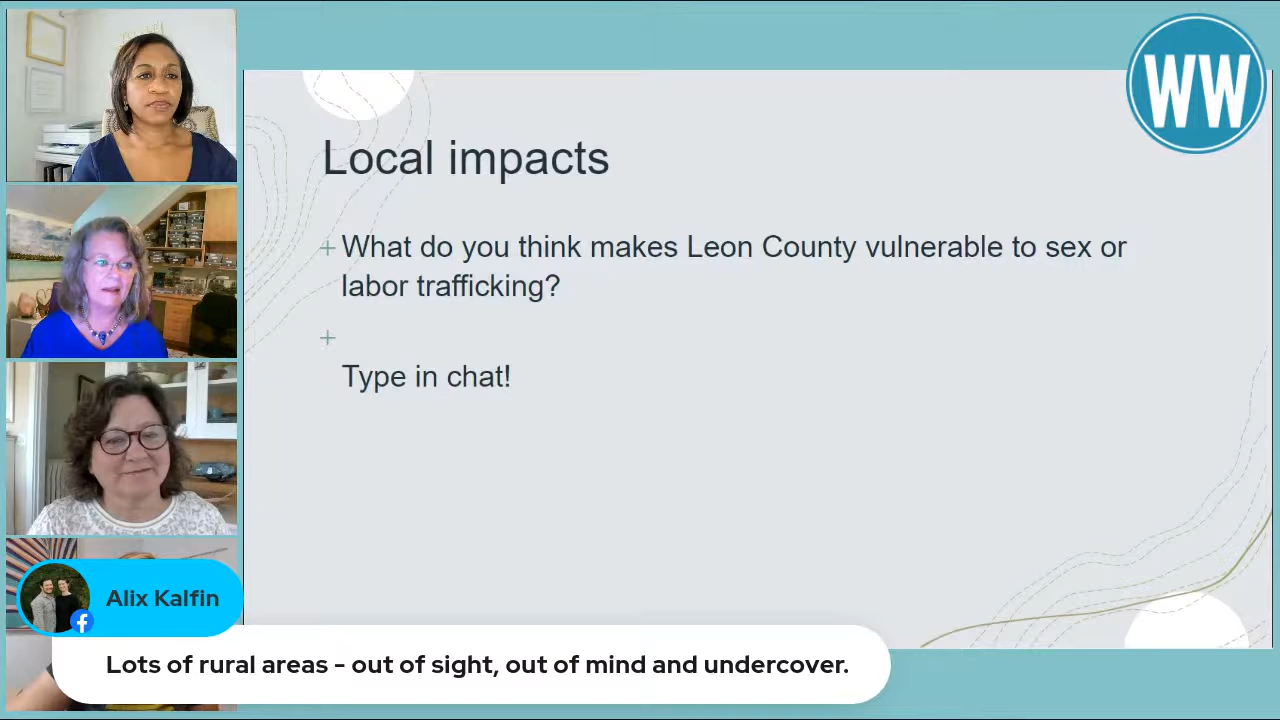 WW
Local impacts
+ What do you think makes Leon County vulnerable to sex or
labor trafficking?
+
Type in chat!
Alix Kalfin
Lots of rural areas - out of sight, out of mind and undercover.